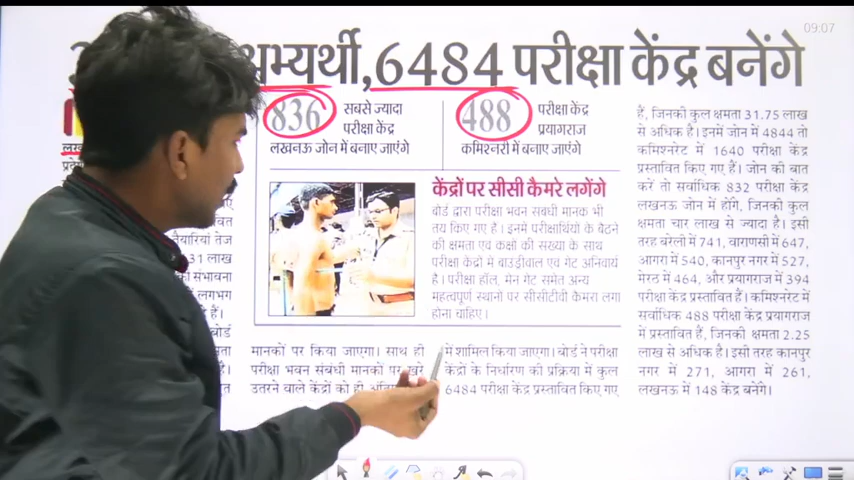 09:07
अभ्यर्थी, 6484 परीक्षा केंद्र बनेंगे
836 सबसे ज्यादा
परीक्षा केंद्र
लखनऊ जोन में बनाए जाएंगे
488 परीक्षा केंद्र
प्रयागराज
कमिश्नरी में बनाए जाएंगे
केंद्रों पर सीसी कैमरे लगेंगे
बोर्ड द्वारा परीक्षा भवन संबंधी मानक भी
तय किए गए हैं। इनमें परीक्षार्थियों के बैठने
की क्षमता एवं कक्षों की संख्या के साथ
परीक्षा केंद्रों में बाउंड्रीवाल एवं गेट अनिवार्य
है। परीक्षा हॉल, मेन गेट समेत अन्य
महत्वपूर्ण स्थानों पर सीसीटीवी कैमरा लगा
होना चाहिए।
तैयारियां तेज
31 लाख
संभावना
लगभग
हैं।
बोर्ड
मानकों पर किया जाएगा। साथ ही
परीक्षा भवन संबंधी मानकों पर खरे
उतरने वाले केंद्रों को ही
में शामिल किया जाएगा। बोर्ड ने परीक्षा
केंद्रों के निर्धारण की प्रक्रिया में कुल
6484 परीक्षा केंद्र प्रस्तावित किए गए
हैं, जिनकी कुल क्षमता 31.75 लाख
से अधिक है। इनमें जोन में 4844 तो
कमिश्नरेट में 1640 परीक्षा केंद्र
प्रस्तावित किए गए हैं। जोन की बात
करें तो सर्वाधिक 832 परीक्षा केंद्र
लखनऊ जोन में होंगे, जिनकी कुल
क्षमता चार लाख से ज्यादा है। इसी
तरह बरेली में 741, वाराणसी में 647,
आगरा में 540, कानपुर नगर में 527,
मेरठ में 464, और प्रयागराज में 394
परीक्षा केंद्र प्रस्तावित हैं। कमिश्नरेट में
सर्वाधिक 488 परीक्षा केंद्र प्रयागराज
में प्रस्तावित हैं, जिनकी क्षमता 2.25
लाख से अधिक है। इसी तरह कानपुर
नगर में 271, आगरा में 261,
लखनऊ में 148 केंद्र बनेंगे।